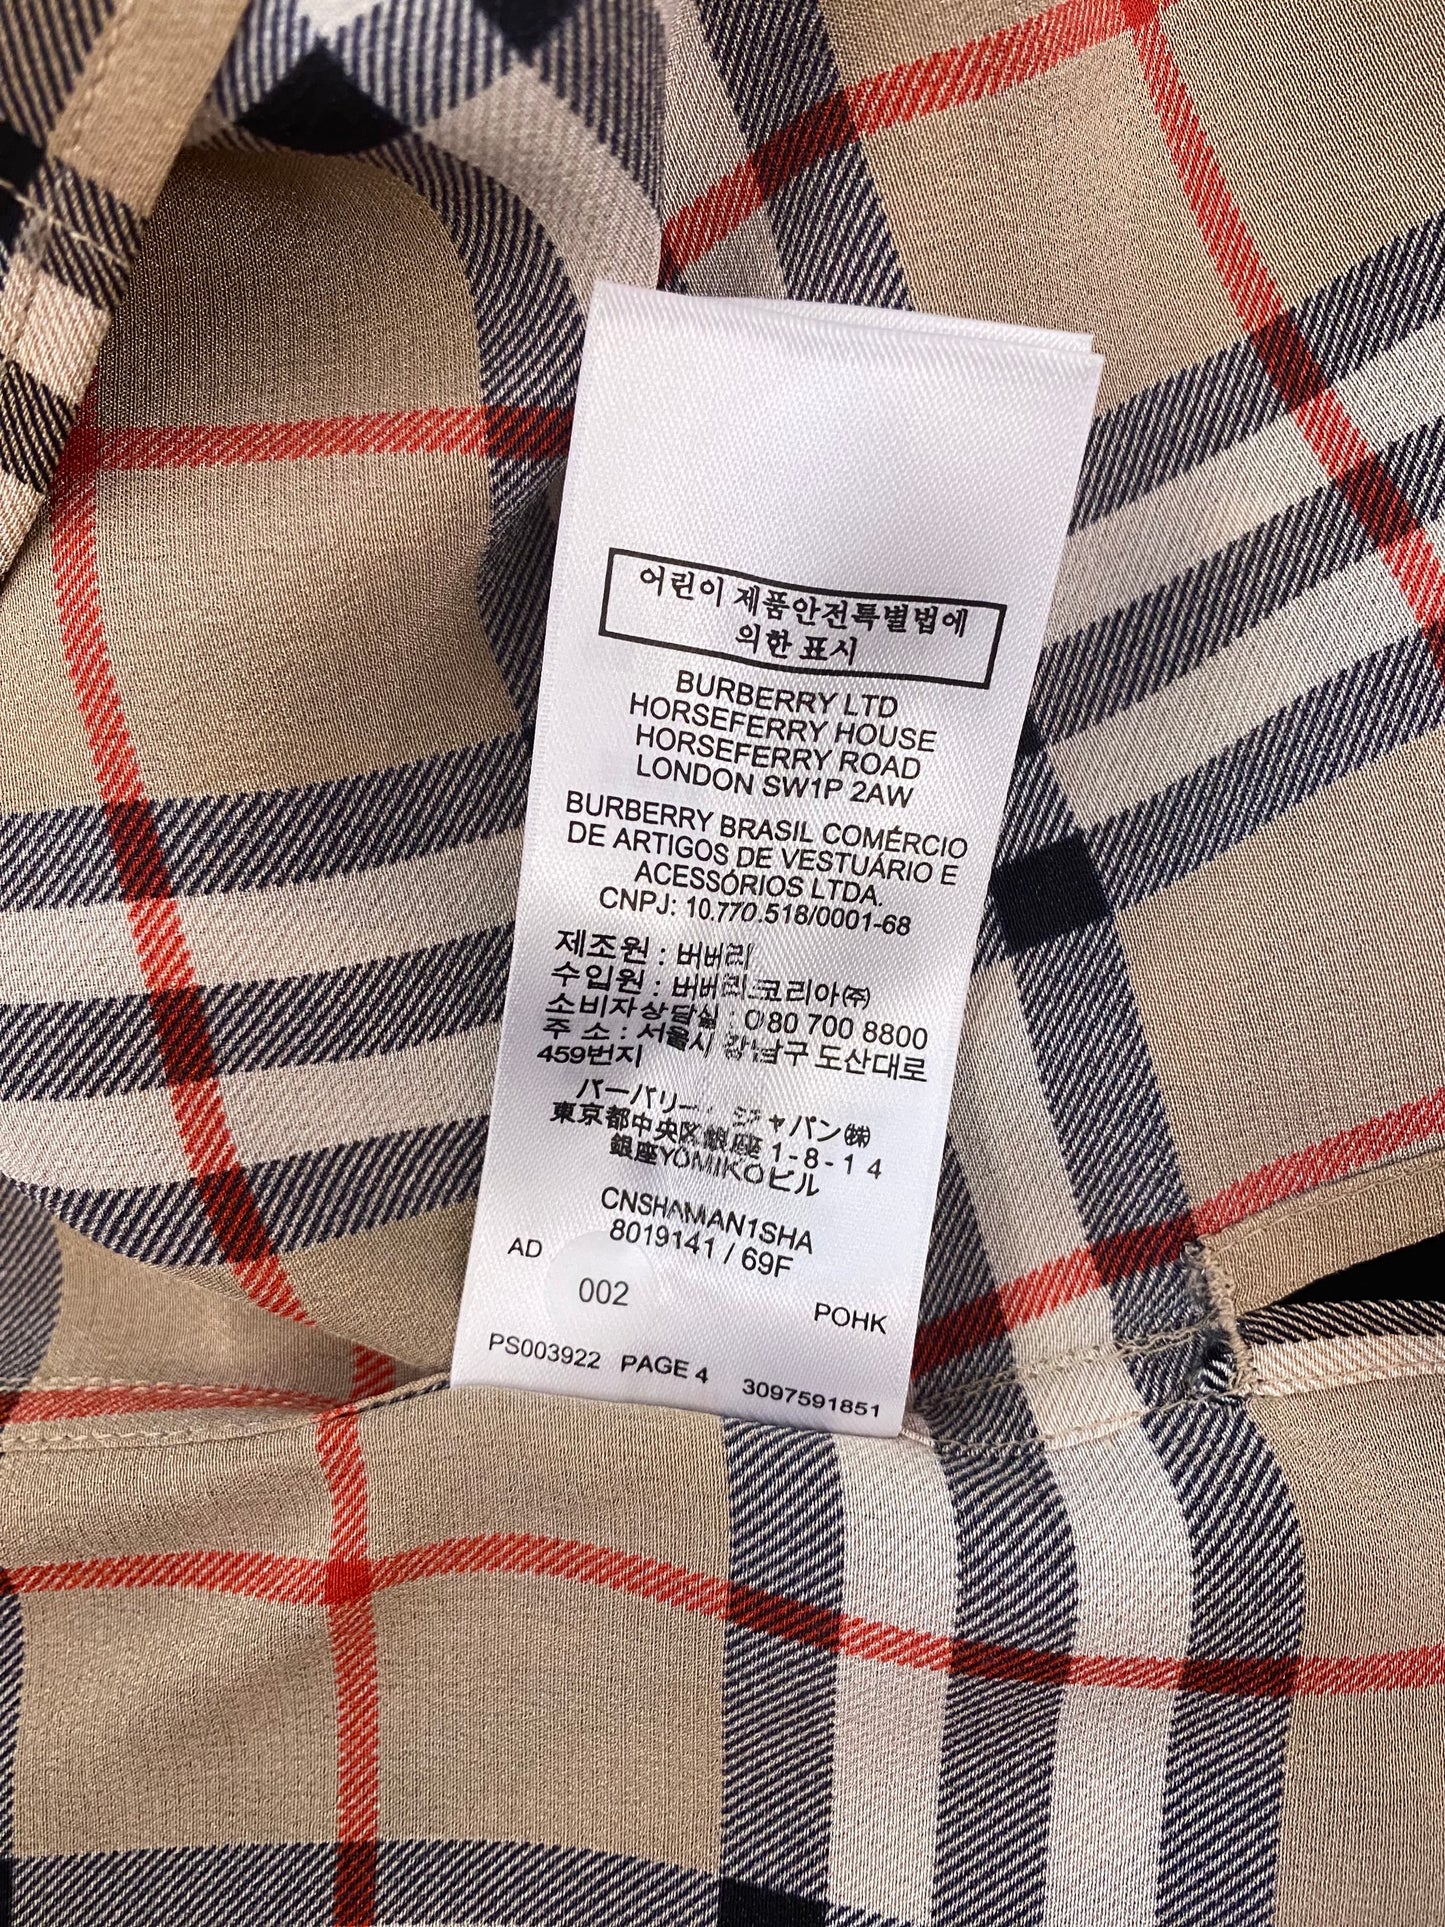 어린이 제품안전특별법에
의한 표시
BURBERRY LTD
HORSEFERRY HOUSE
HORSEFERRY ROAD
LONDON SW1P 2AW
BURBERRY BRASIL COMÉRCIO
DE ARTIGOS DE VESTUÁRIO E
ACESSÓRIOS LTDA.
CNPJ: 10.770.518/0001-68
제조원 : 버버리
수입원 : 버버리코리아㈜
소비자상담실 : 080 700 8800
주 소 : 서울시 강남구 도산대로
459번지
バーバリー・ジャパン㈱
東京都中央区銀座 1-8-14
銀座YOMIKOビル
CNSHAMAN1SHA
8019141 / 69F
AD
002
POHK
PS003922 PAGE 4 3097591851